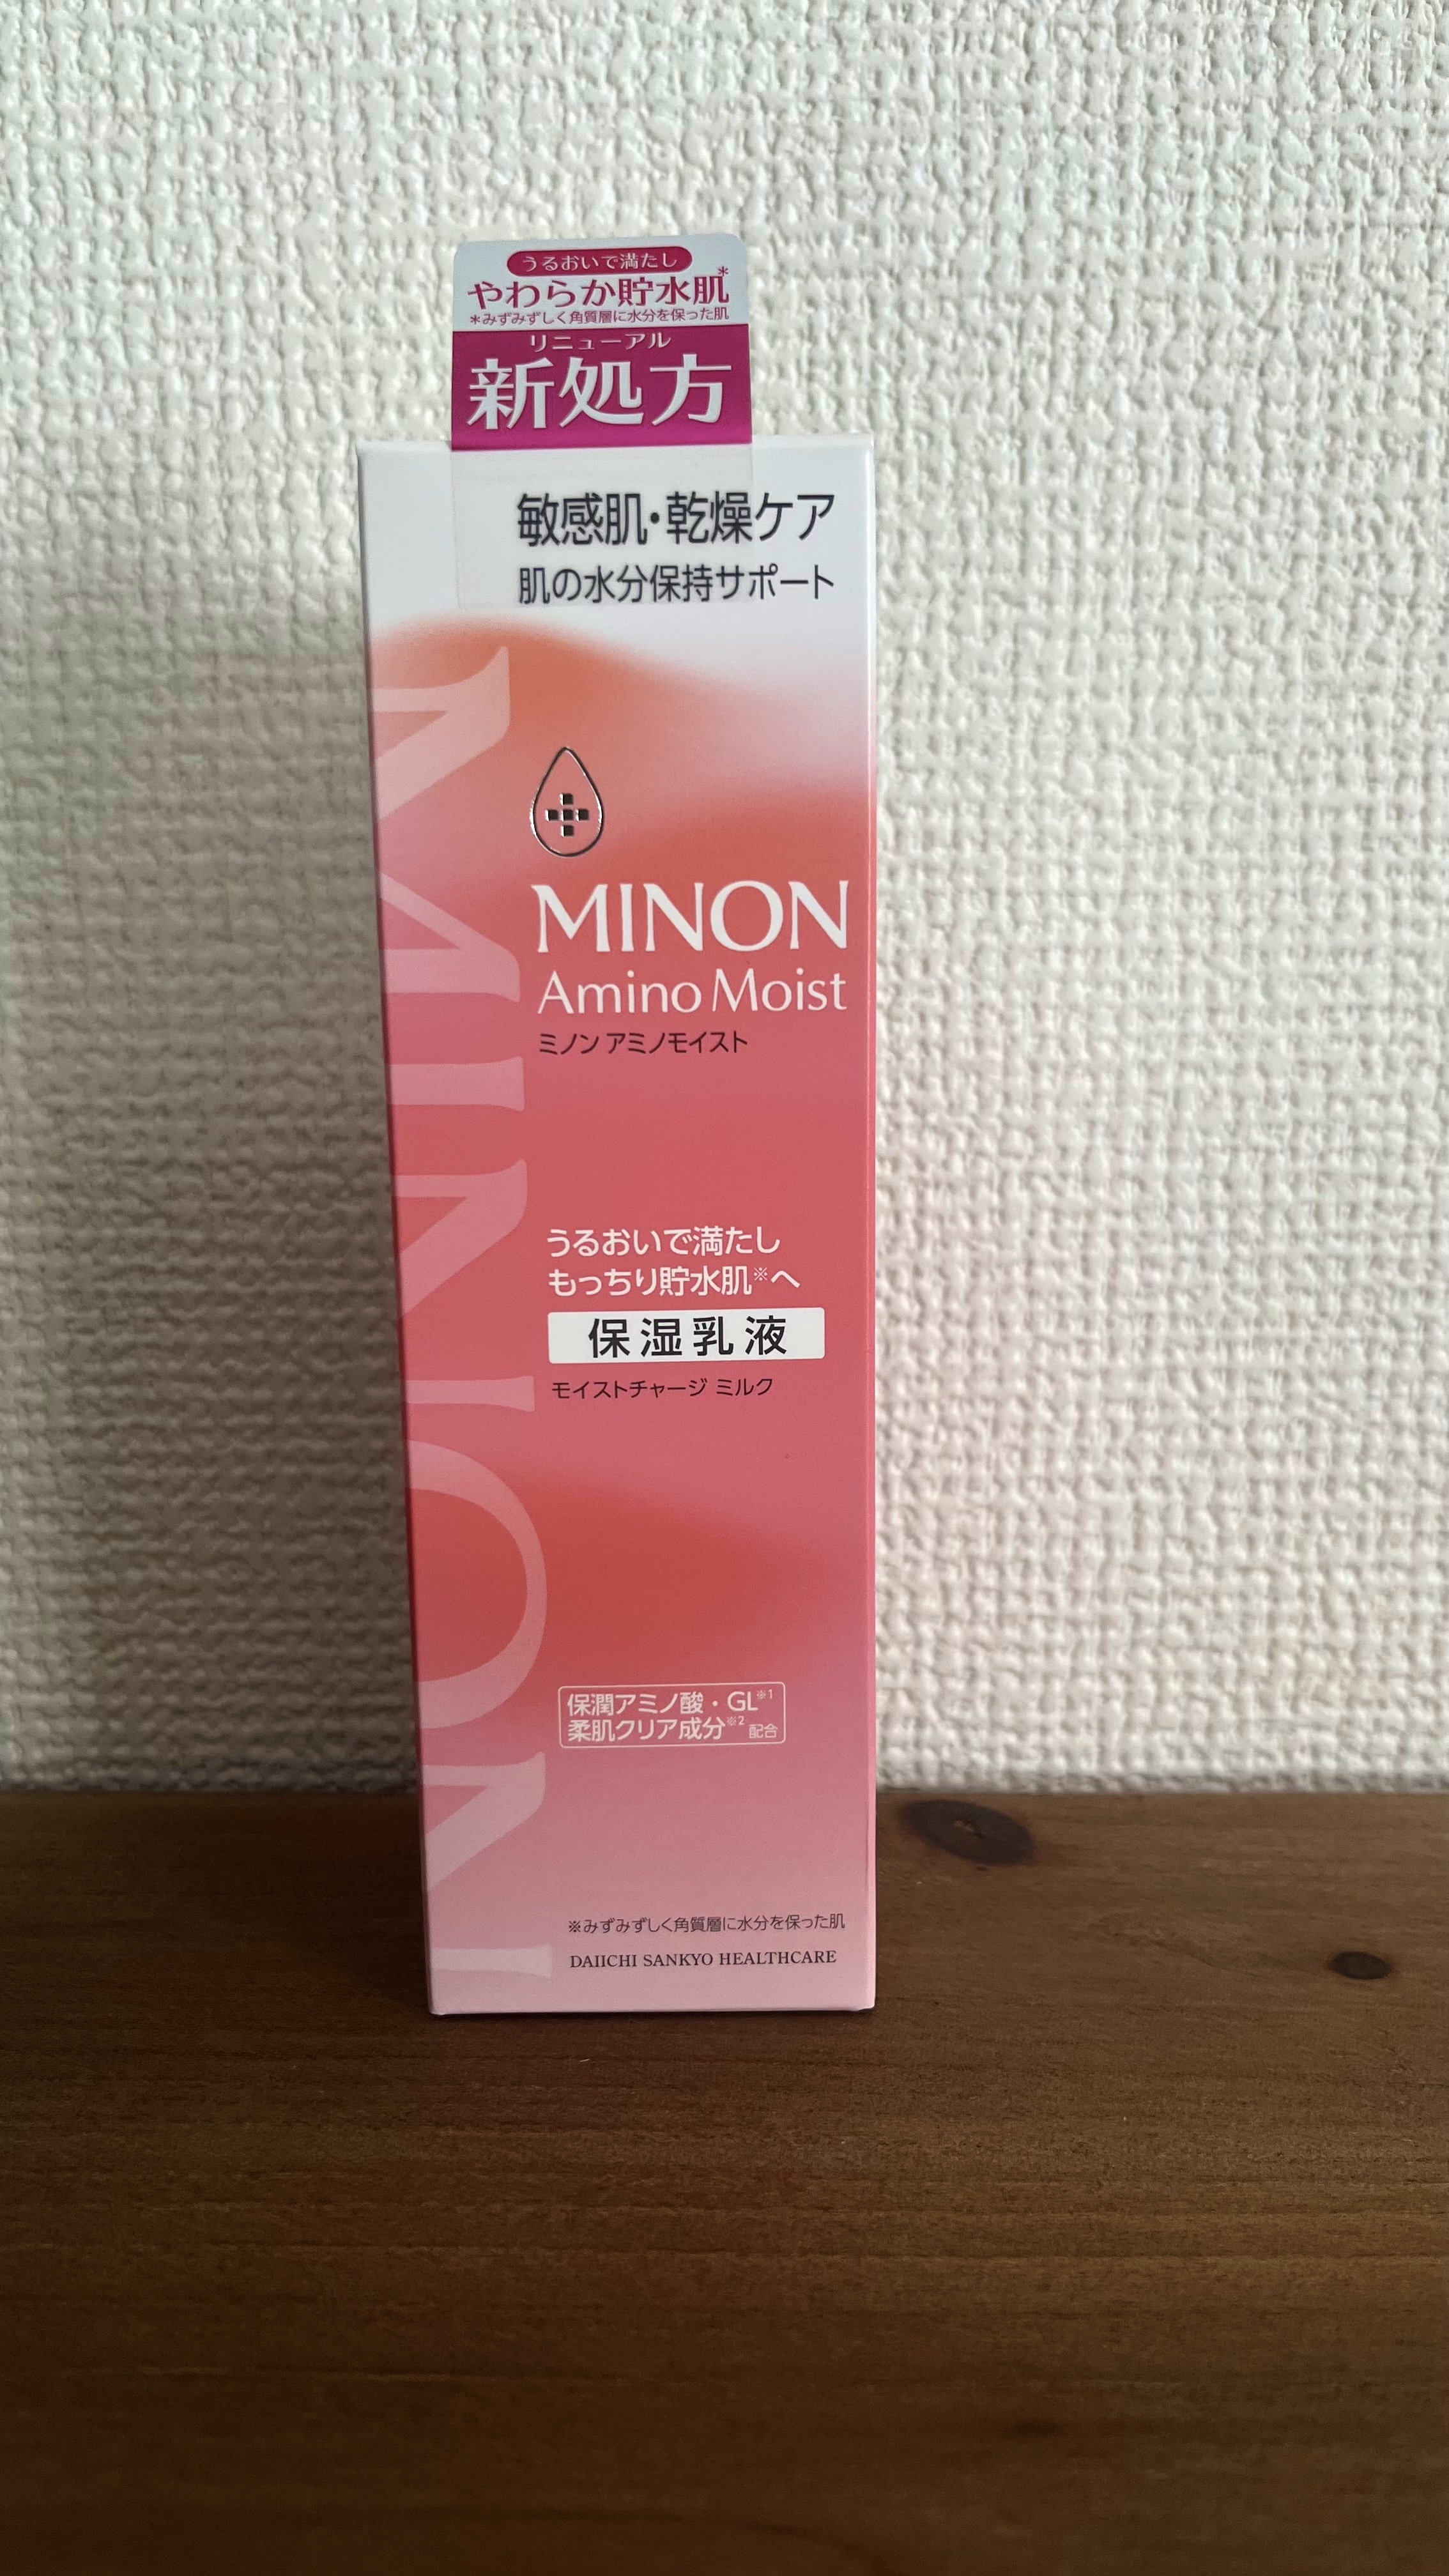 うるおいで満たし
やわらか貯水肌*
*みずみずしく角質層に水分を保った肌
リニューアル
新処方
敏感肌・乾燥ケア
肌の水分保持サポート
MINON
MINON
Amino Moist
ミノン アミノモイスト
うるおいで満たし
もっちり貯水肌※へ
保湿乳液
モイストチャージ ミルク
保潤アミノ酸・GL※1
柔肌クリア成分※2 配合
※みずみずしく角質層に水分を保った肌
DAIICHI SANKYO HEALTHCARE